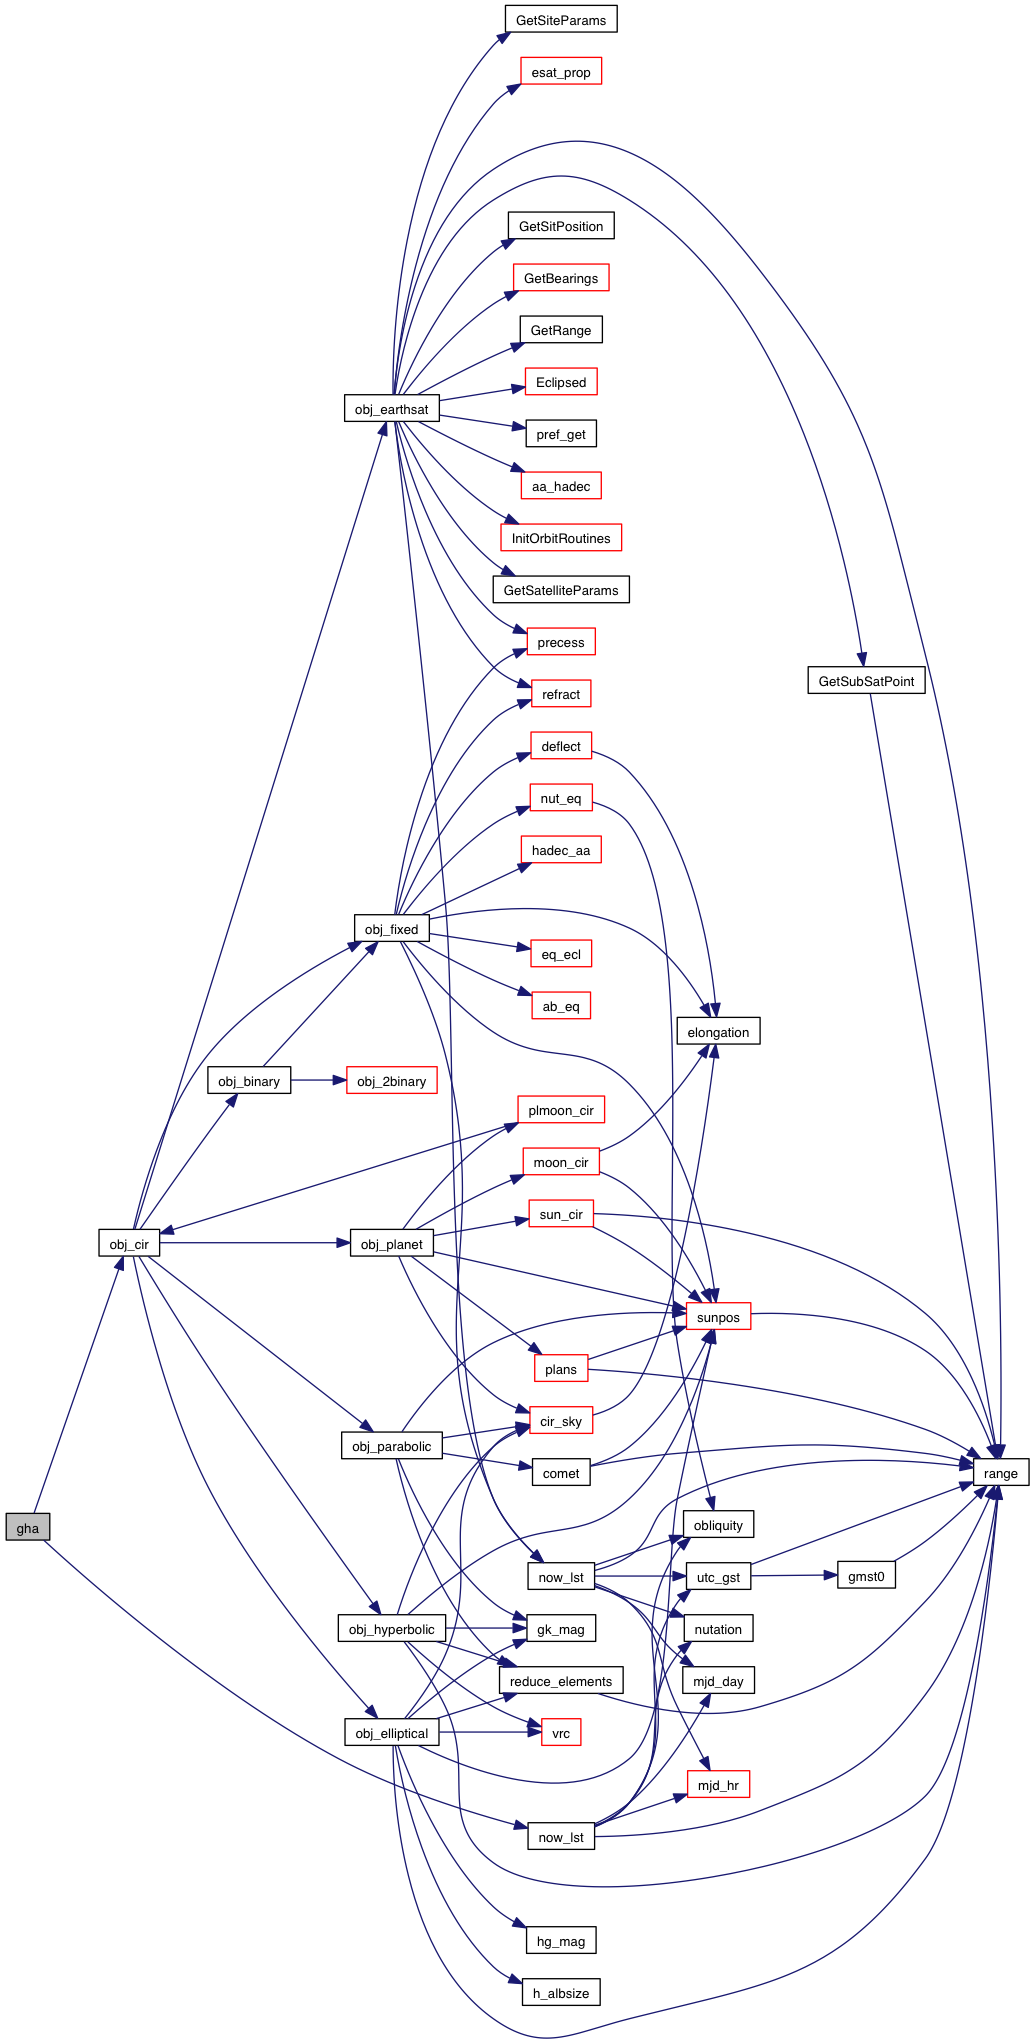 GetSiteParams
esat_prop
GetSitPosition
GetBearings
GetRange
Eclipsed
obj_earthsat
pref_get
aa_hadec
InitOrbitRoutines
GetSatelliteParams
precess
GetSubSatPoint
refract
deflect
nut_eq
hadec_aa
obj_fixed
eq_ecl
ab_eq
elongation
obj_binary
obj_2binary
plmoon_cir
moon_cir
sun_cir
obj_cir
obj_planet
sunpos
plans
cir_sky
obj_parabolic
comet
range
gha
obliquity
now_lst
utc_gst
gmst0
obj_hyperbolic
gk_mag
nutation
reduce_elements
mjd_day
obj_elliptical
vrc
mjd_hr
now_lst
hg_mag
h_albsize